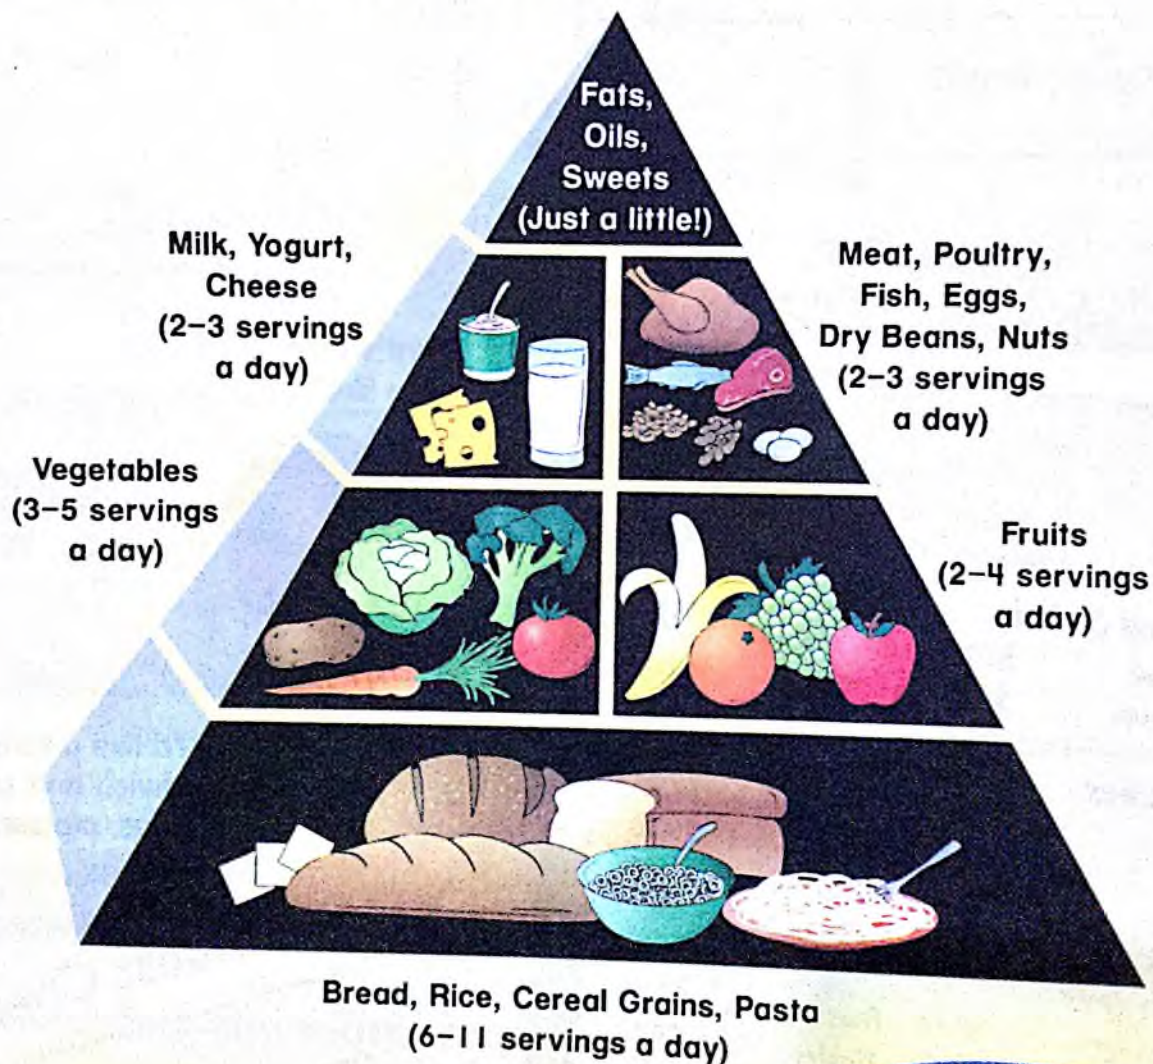 Fats,
Oils,
Sweets
(Just a little!)
Milk, Yogurt,
Cheese
(2–3 servings
a day)
Meat, Poultry,
Fish, Eggs,
Dry Beans, Nuts
(2–3 servings
a day)
Vegetables
(3–5 servings
a day)
Fruits
(2–4 servings
a day)
Bread, Rice, Cereal Grains, Pasta
(6–11 servings a day)